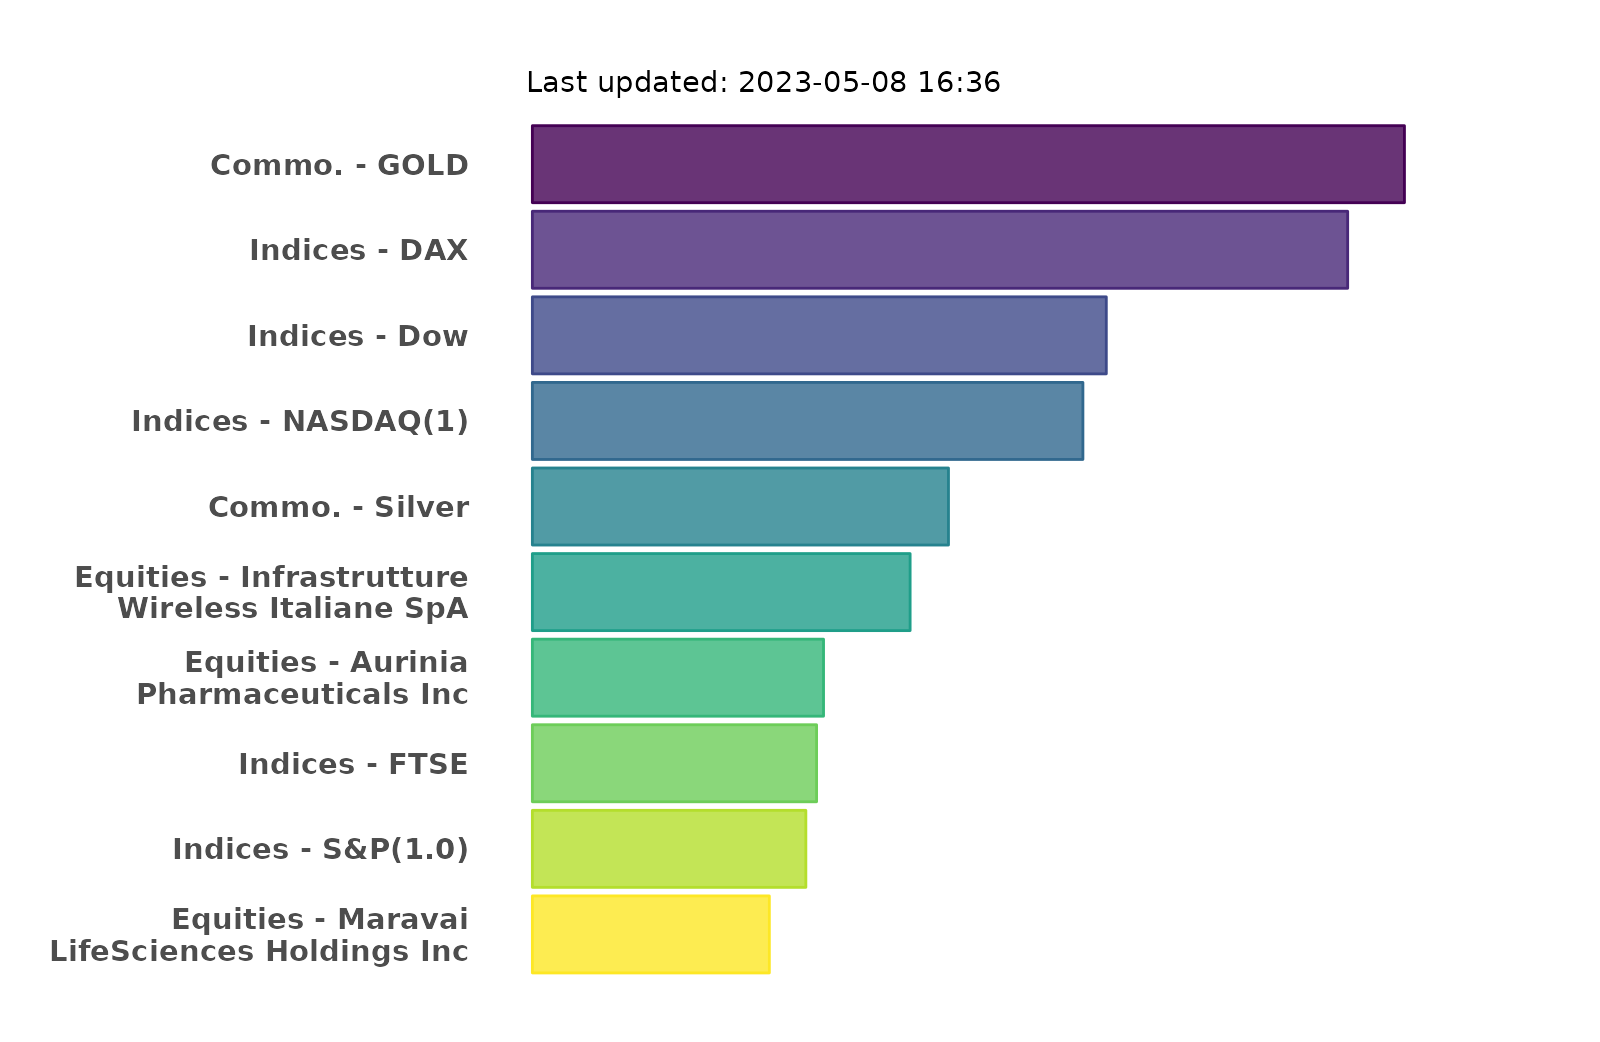 Last updated: 2023-05-08 16:36
Commo. - GOLD
Indices - DAX
Indices - Dow
Indices - NASDAQ(1)
Commo. - Silver
Equities - Infrastrutture
Wireless Italiane SpA
Equities - Aurinia
Pharmaceuticals Inc
Indices - FTSE
Indices - S&P(1.0)
Equities - Maravai
LifeSciences Holdings Inc